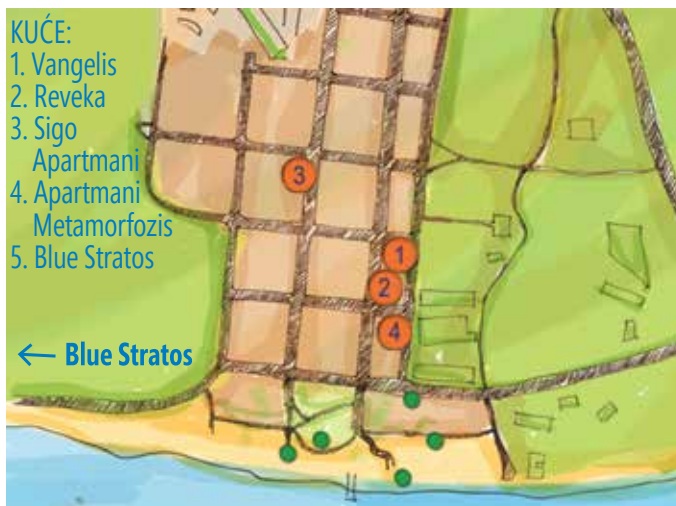 KUĆE:
1. Vangelis
2. Reveka
3. Sigo
Apartmani
4. Apartmani
Metamorfozis
5. Blue Stratos
← Blue Stratos
3
1
2
4